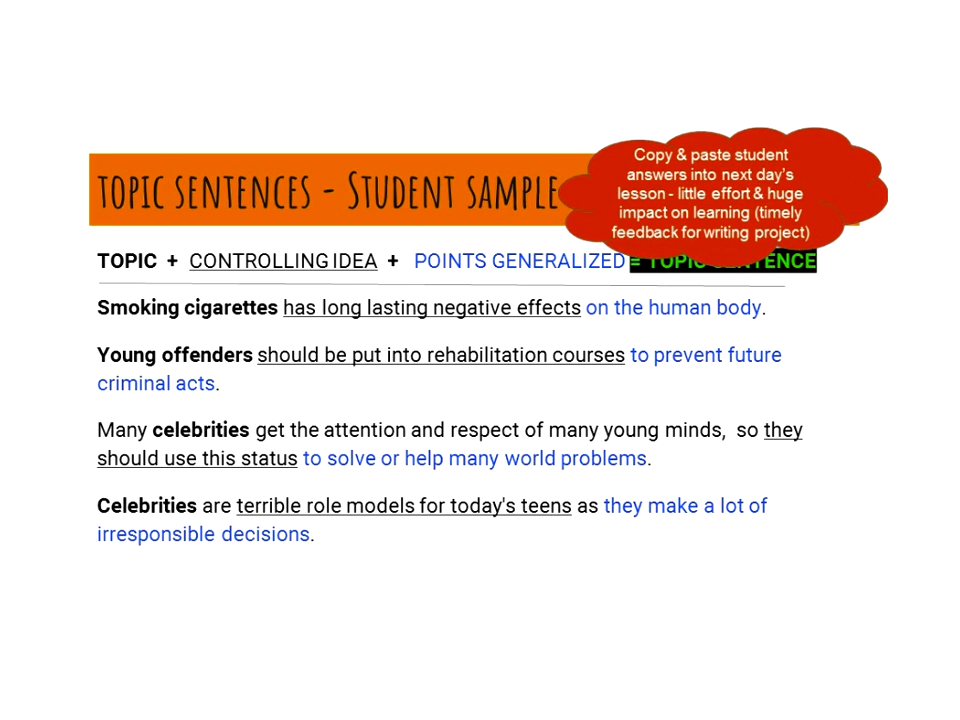 TOPIC SENTENCES - STUDENT SAMPLE
Copy & paste student
answers into next day's
lesson - little effort & huge
impact on learning (timely
feedback for writing project)
TOPIC + CONTROLLING IDEA + POINTS GENERALIZED = TOPIC SENTENCE
Smoking cigarettes has long lasting negative effects on the human body.
Young offenders should be put into rehabilitation courses to prevent future
criminal acts.
Many celebrities get the attention and respect of many young minds, so they
should use this status to solve or help many world problems.
Celebrities are terrible role models for today's teens as they make a lot of
irresponsible decisions.